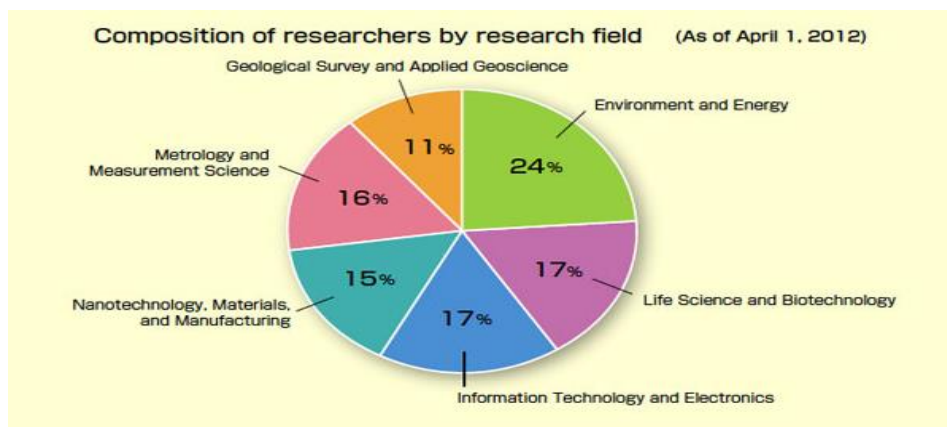 Composition of researchers by research field (As of April 1, 2012)
Geological Survey and Applied Geoscience
Environment and Energy
11%
24%
Metrology and
Measurement Science
16%
17%
15%
Life Science and Biotechnology
Nanotechnology, Materials,
and Manufacturing
17%
Information Technology and Electronics